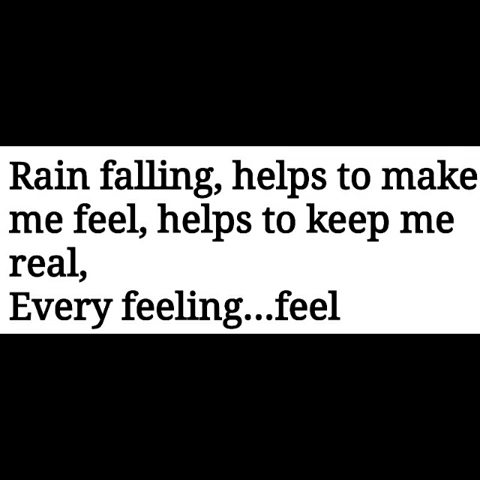 Rain falling, helps to make
me feel, helps to keep me
real,
Every feeling...feel